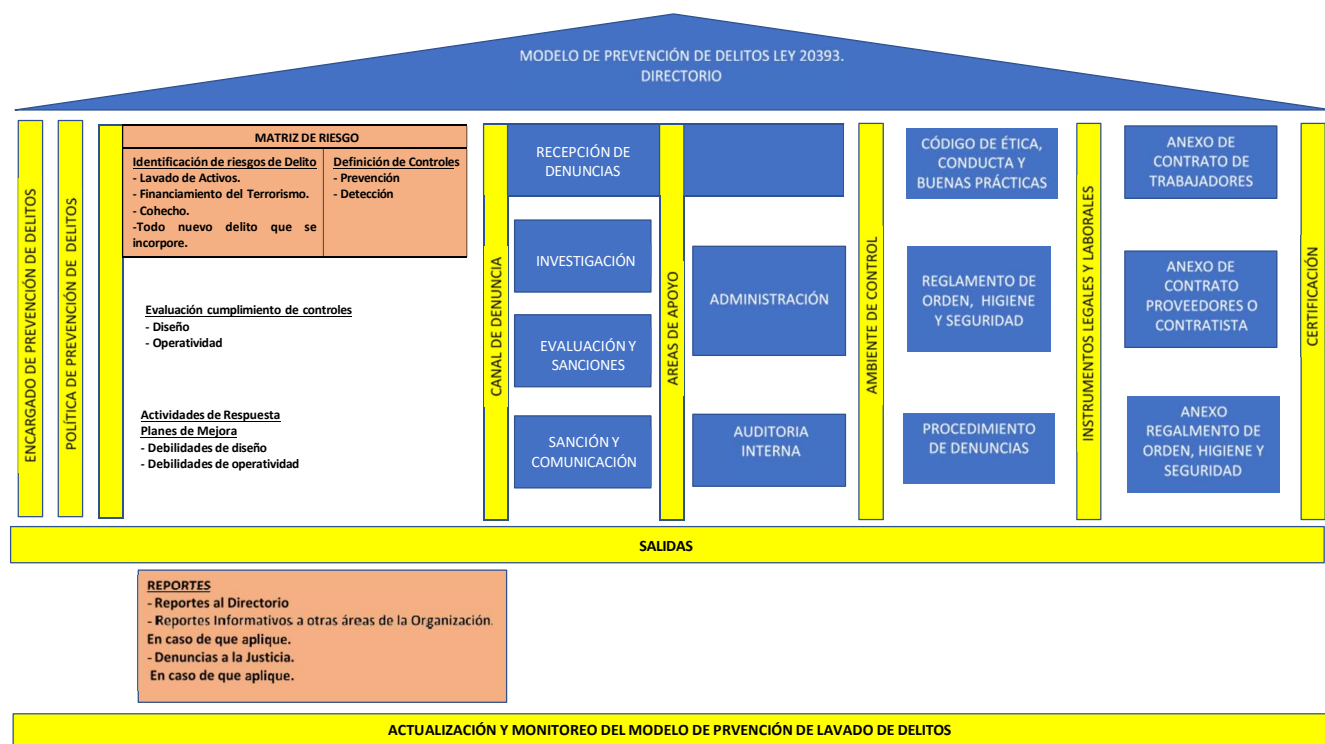 MODELO DE PREVENCIÓN DE DELITOS LEY 20393.
DIRECTORIO
ENCARGADO DE PREVENCIÓN DE DELITOS
POLÍTICA DE PREVENCIÓN DE DELITOS
MATRIZ DE RIESGO
Identificación de riesgos de Delito
- Lavado de Activos.
- Financiamiento del Terrorismo.
- Cohecho.
-Todo nuevo delito que se
incorpore.
Definición de Controles
- Prevención
- Detección
Evaluación cumplimiento de controles
- Diseño
- Operatividad
Actividades de Respuesta
Planes de Mejora
- Debilidades de diseño
- Debilidades de operatividad
CANAL DE DENUNCIA
RECEPCIÓN DE
DENUNCIAS
INVESTIGACIÓN
EVALUACIÓN Y
SANCIONES
SANCIÓN Y
COMUNICACIÓN
AREAS DE APOYO
ADMINISTRACIÓN
AUDITORIA
INTERNA
AMBIENTE DE CONTROL
CÓDIGO DE ÉTICA,
CONDUCTA Y
BUENAS PRÁCTICAS
REGLAMENTO DE
ORDEN, HIGIENE
Y SEGURIDAD
PROCEDIMIENTO
DE DENUNCIAS
INSTRUMENTOS LEGALES Y LABORALES
ANEXO DE
CONTRATO DE
TRABAJADORES
ANEXO DE
CONTRATO
PROVEEDORES O
CONTRATISTA
ANEXO
REGALMENTO DE
ORDEN, HIGIENE Y
SEGURIDAD
CERTIFICACIÓN
SALIDAS
REPORTES
- Reportes al Directorio
- Reportes Informativos a otras áreas de la Organización.
En caso de que aplique.
- Denuncias a la Justicia.
En caso de que aplique.
ACTUALIZACIÓN Y MONITOREO DEL MODELO DE PRVENCIÓN DE LAVADO DE DELITOS